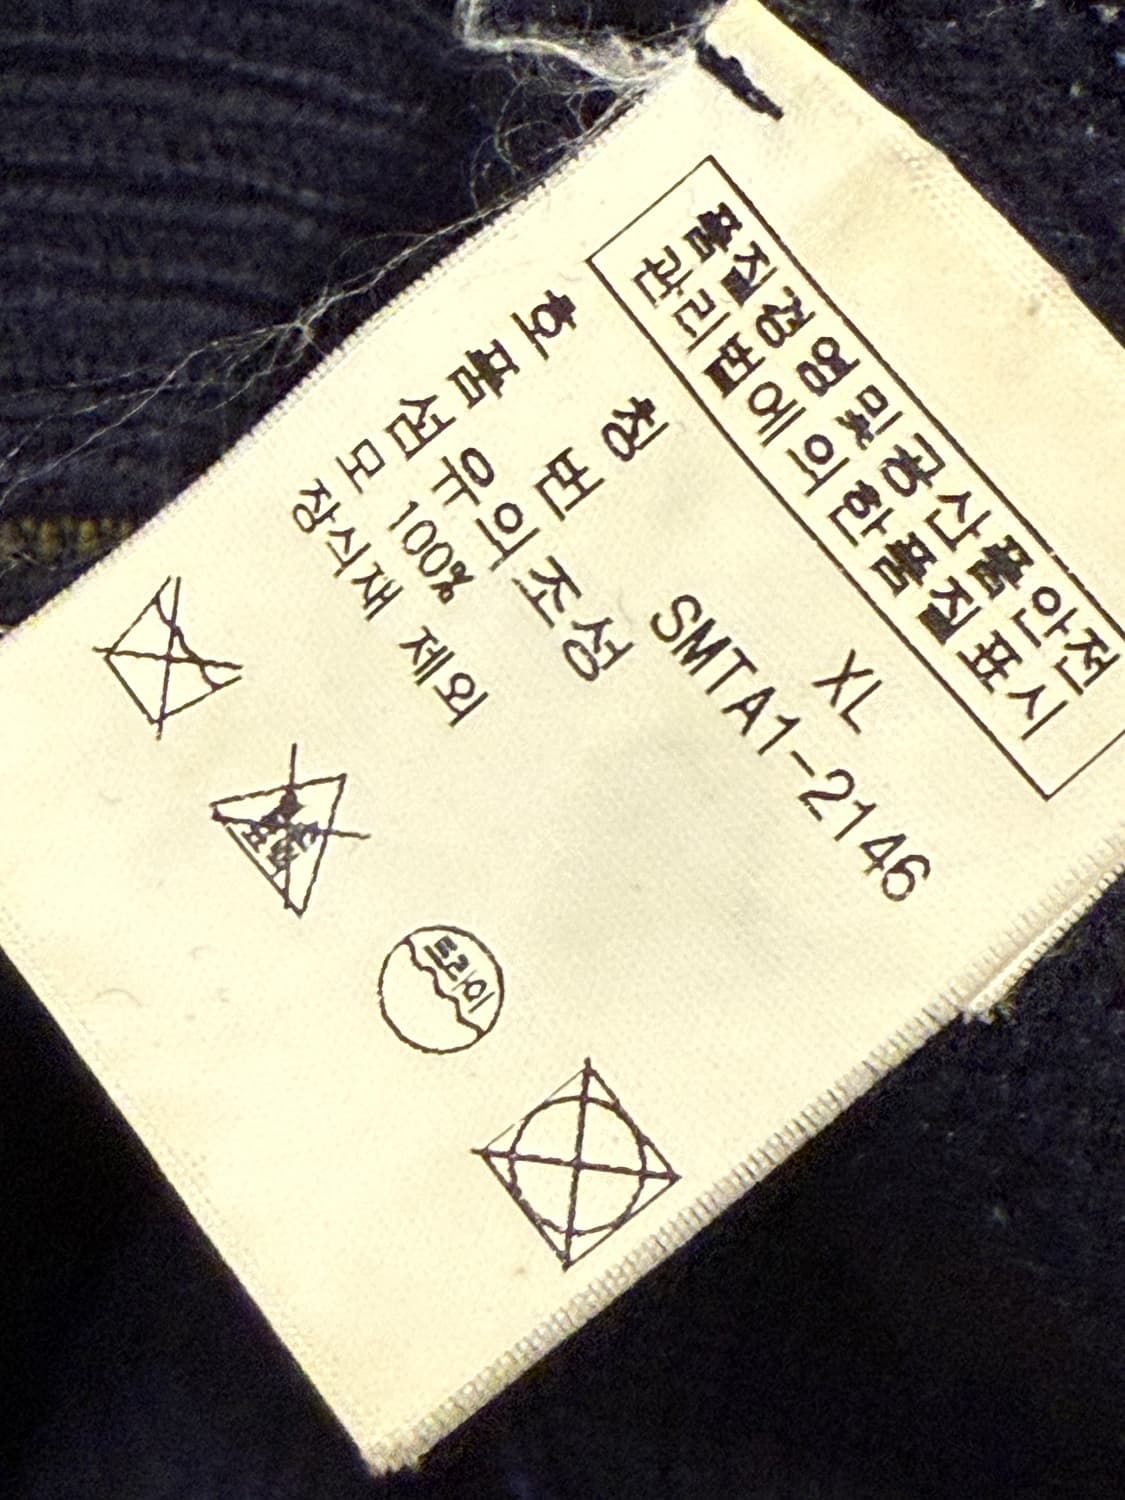 품질경영및공산품안전
관리법에의한품질표시
호 칭 XL
품 번 SMTA1-2146
섬유의조성
모 100%
장식재 제외
드라이